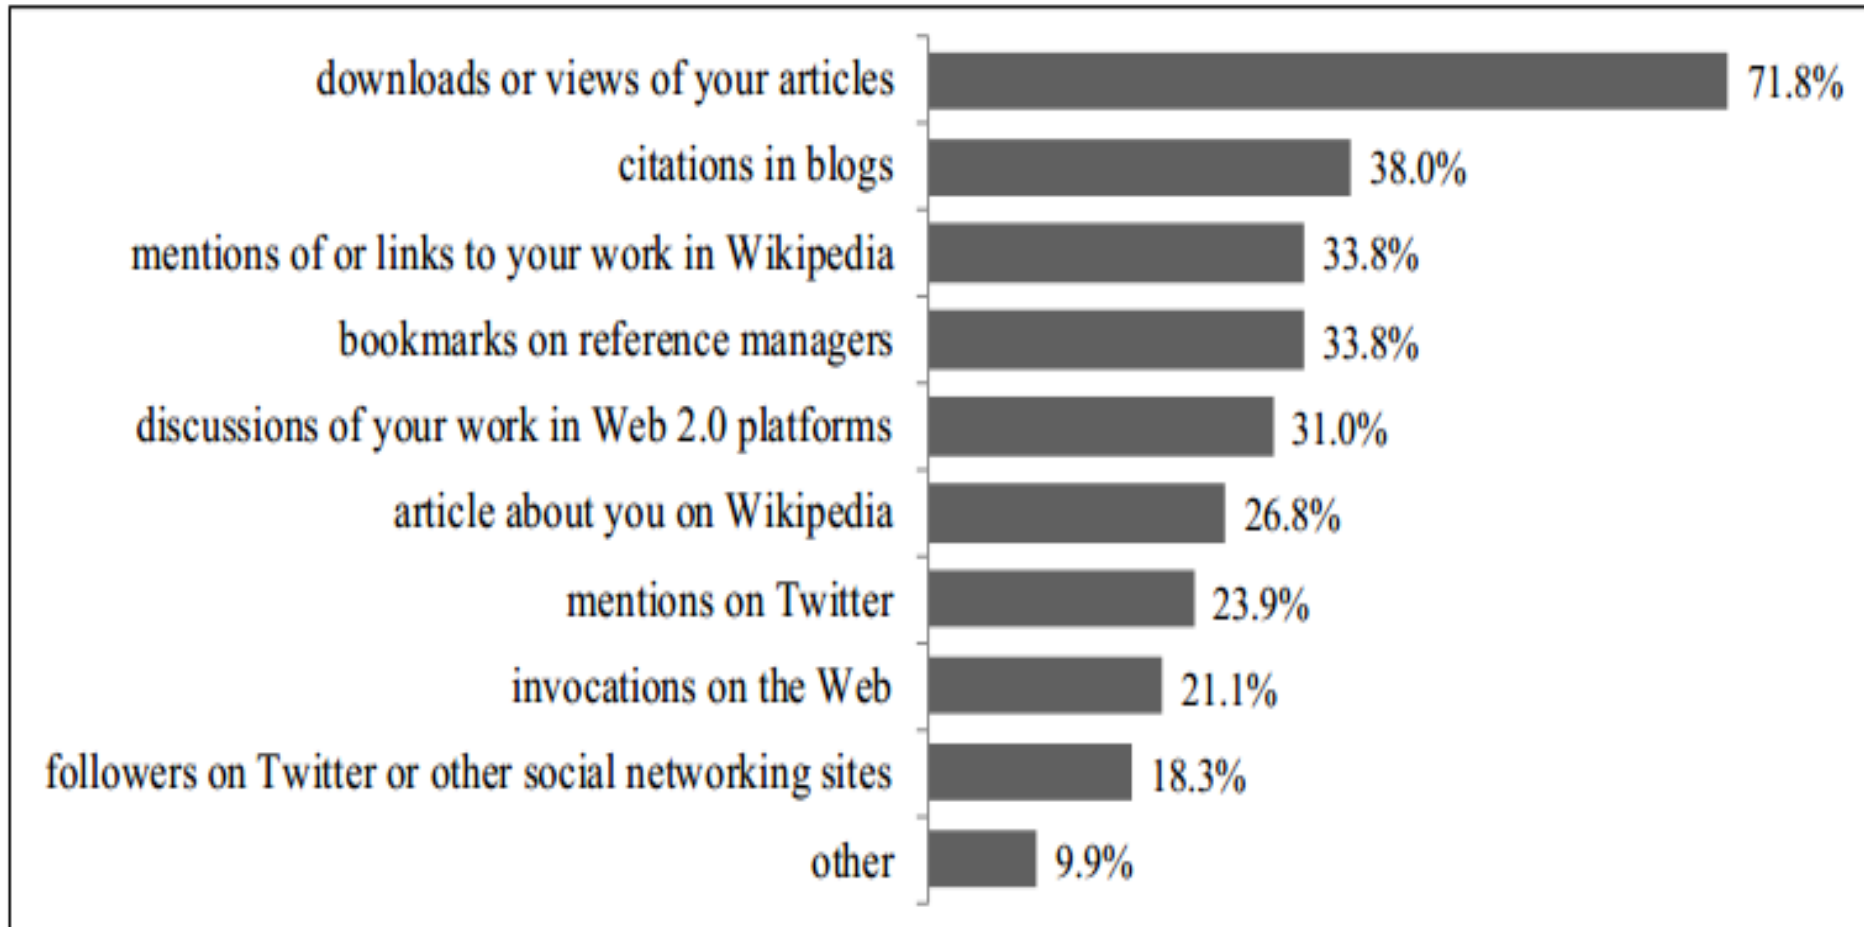 downloads or views of your articles 71.8%
citations in blogs 38.0%
mentions of or links to your work in Wikipedia 33.8%
bookmarks on reference managers 33.8%
discussions of your work in Web 2.0 platforms 31.0%
article about you on Wikipedia 26.8%
mentions on Twitter 23.9%
invocations on the Web 21.1%
followers on Twitter or other social networking sites 18.3%
other 9.9%